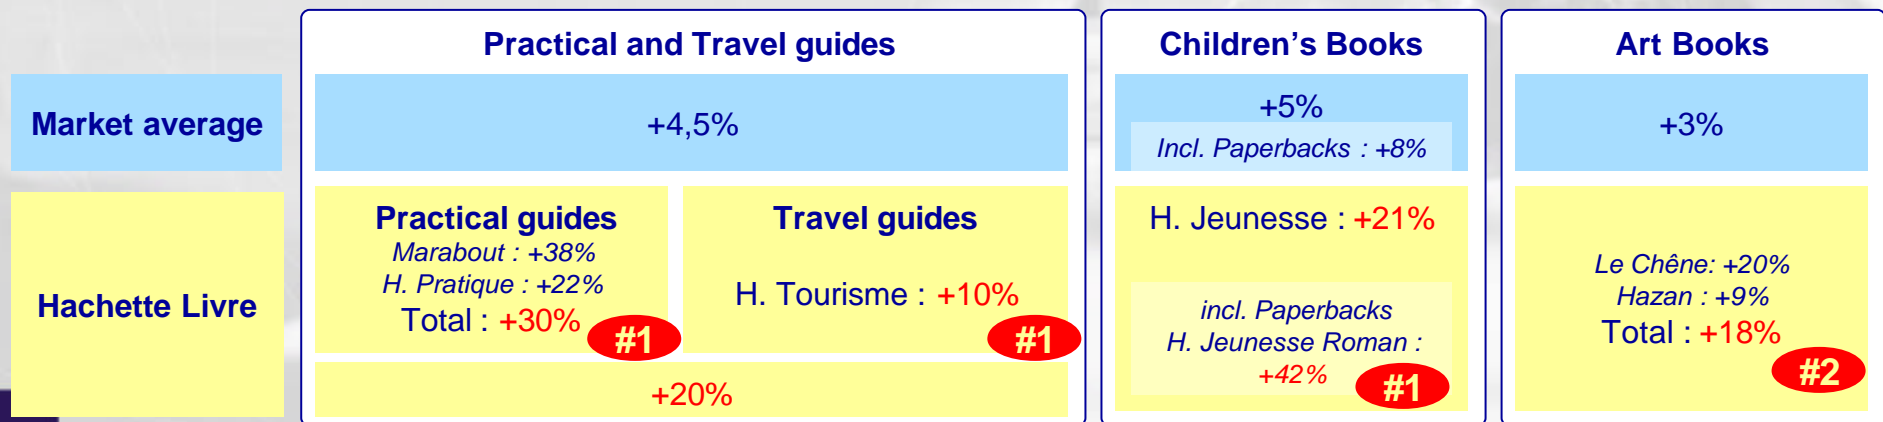 Practical and Travel guides
Children’s Books
Art Books
Market average
+4,5%
+5%
Incl. Paperbacks : +8%
+3%
Hachette Livre
Practical guides
Marabout : +38%
H. Pratique : +22%
Total : +30%
#1
Travel guides
H. Tourisme : +10%
#1
+20%
H. Jeunesse : +21%
incl. Paperbacks
H. Jeunesse Roman :
+42%
#1
Le Chêne: +20%
Hazan : +9%
Total : +18%
#2